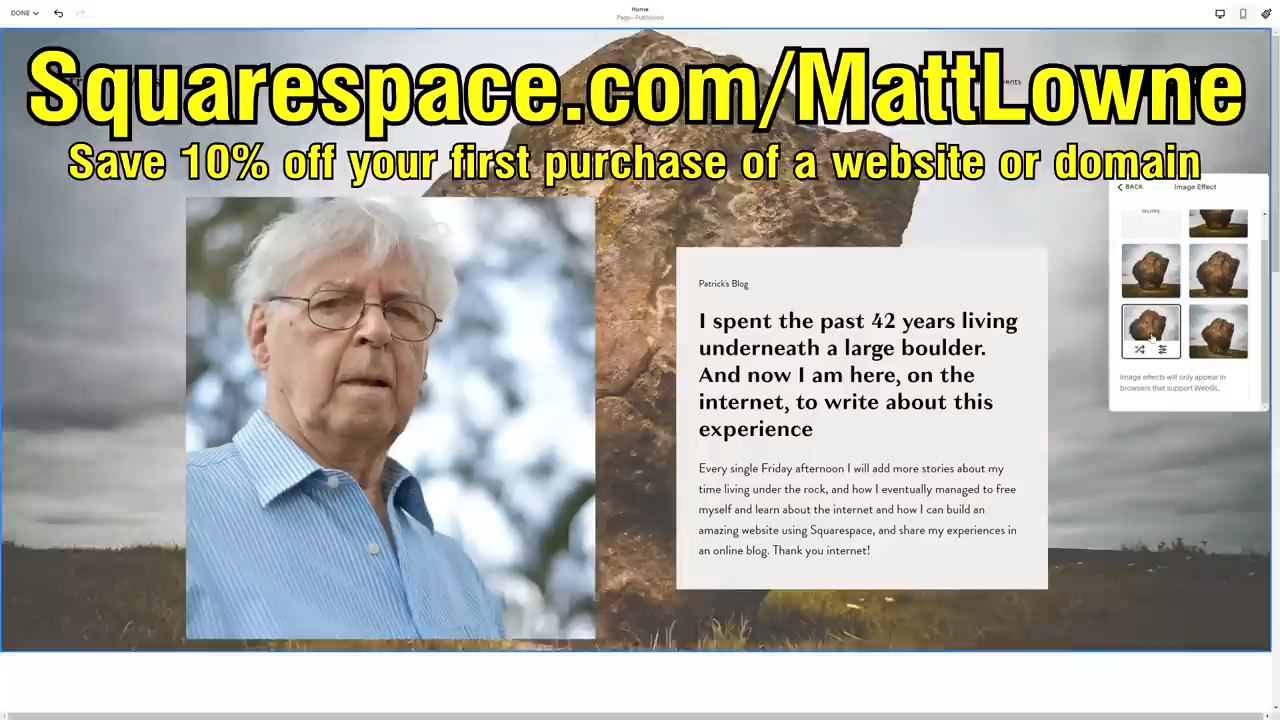 DONE
Home
Page—Published
Squarespace.com/MattLowne
Save 10% off your first purchase of a website or domain
BACK
Image Effect
NONE
Patrick's Blog
I spent the past 42 years living
underneath a large boulder.
And now I am here, on the
internet, to write about this
experience
Every single Friday afternoon I will add more stories about my
time living under the rock, and how I eventually managed to free
myself and learn about the internet and how I can build an
amazing website using Squarespace, and share my experiences in
an online blog. Thank you internet!
Image effects will only appear in
browsers that support WebGL.